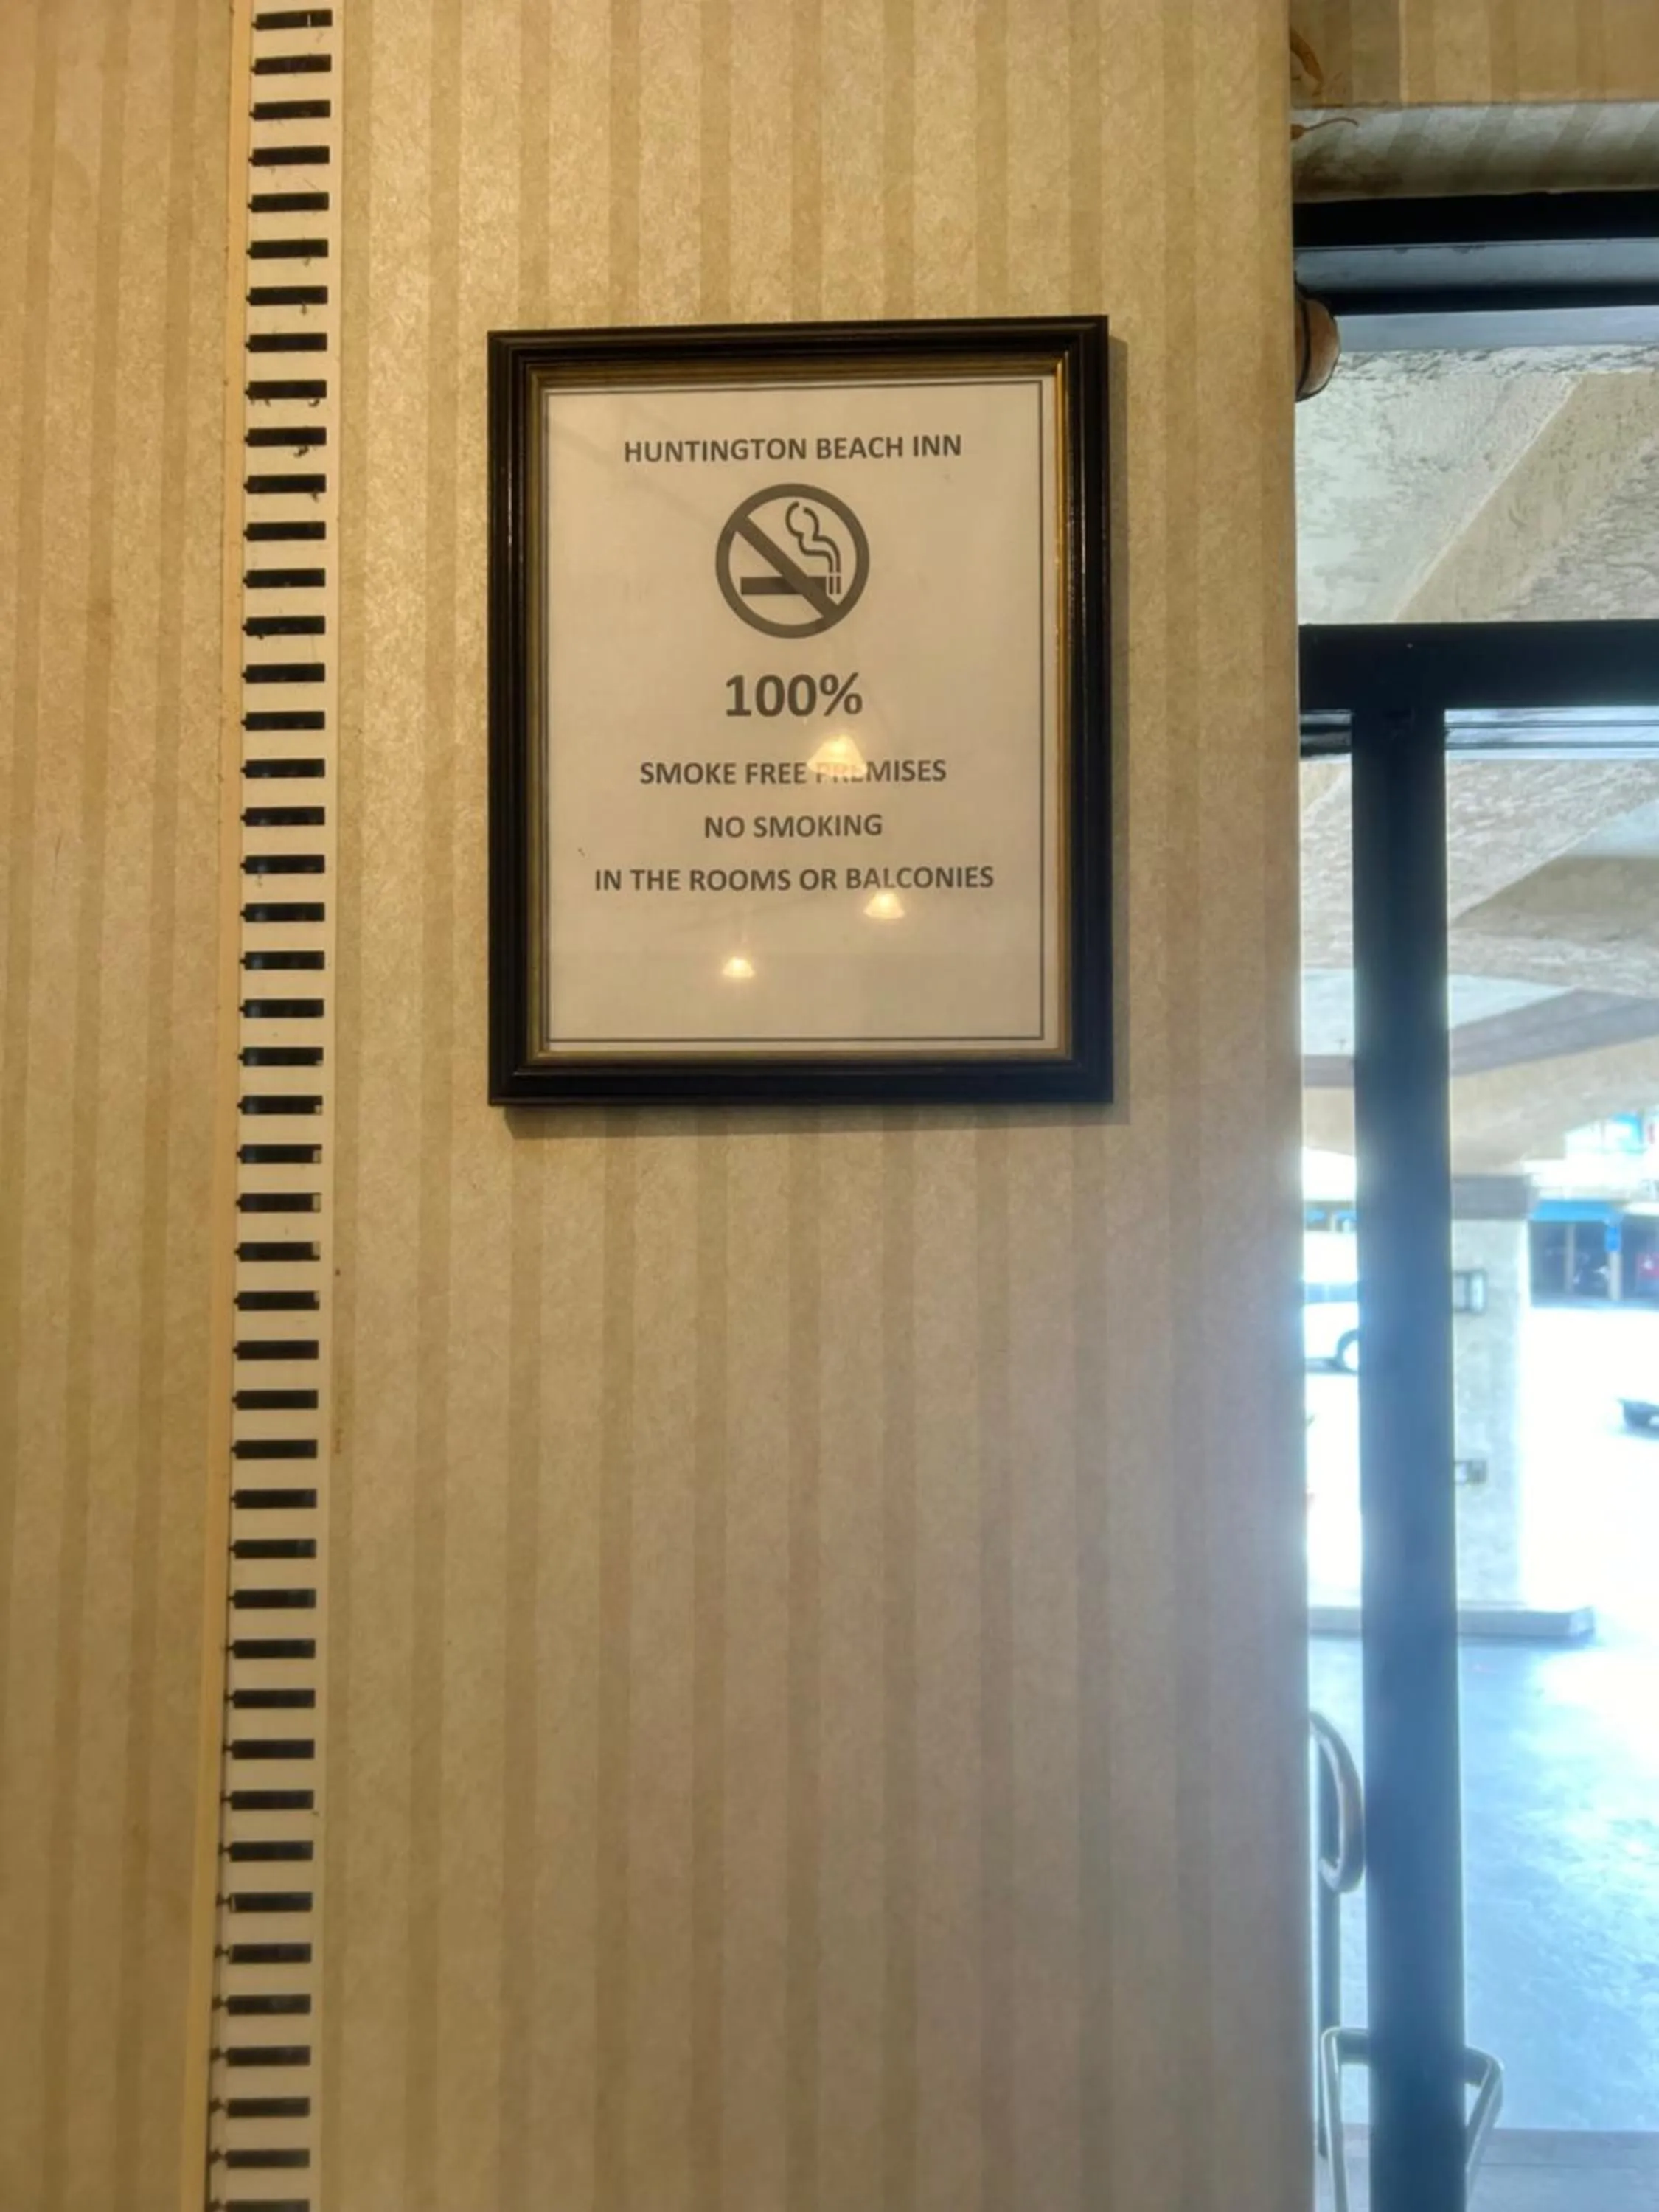 HUNTINGTON BEACH INN
100%
SMOKE FREE PREMISES
NO SMOKING
IN THE ROOMS OR BALCONIES